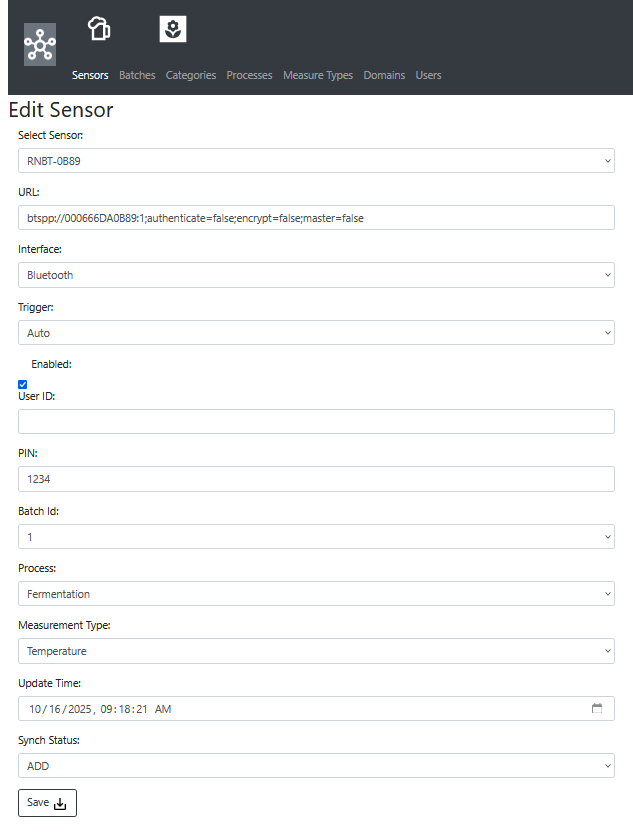 Sensors Batches Categories Processes Measure Types Domains Users
Edit Sensor
Select Sensor:
RNBT-0B89
URL:
btspp://000666DA0B89:1;authenticate=false;encrypt=false;master=false
Interface:
Bluetooth
Trigger:
Auto
Enabled:
User ID:
PIN:
1234
Batch Id:
1
Process:
Fermentation
Measurement Type:
Temperature
Update Time:
10/16/2025, 09:18:21 AM
Synch Status:
ADD
Save